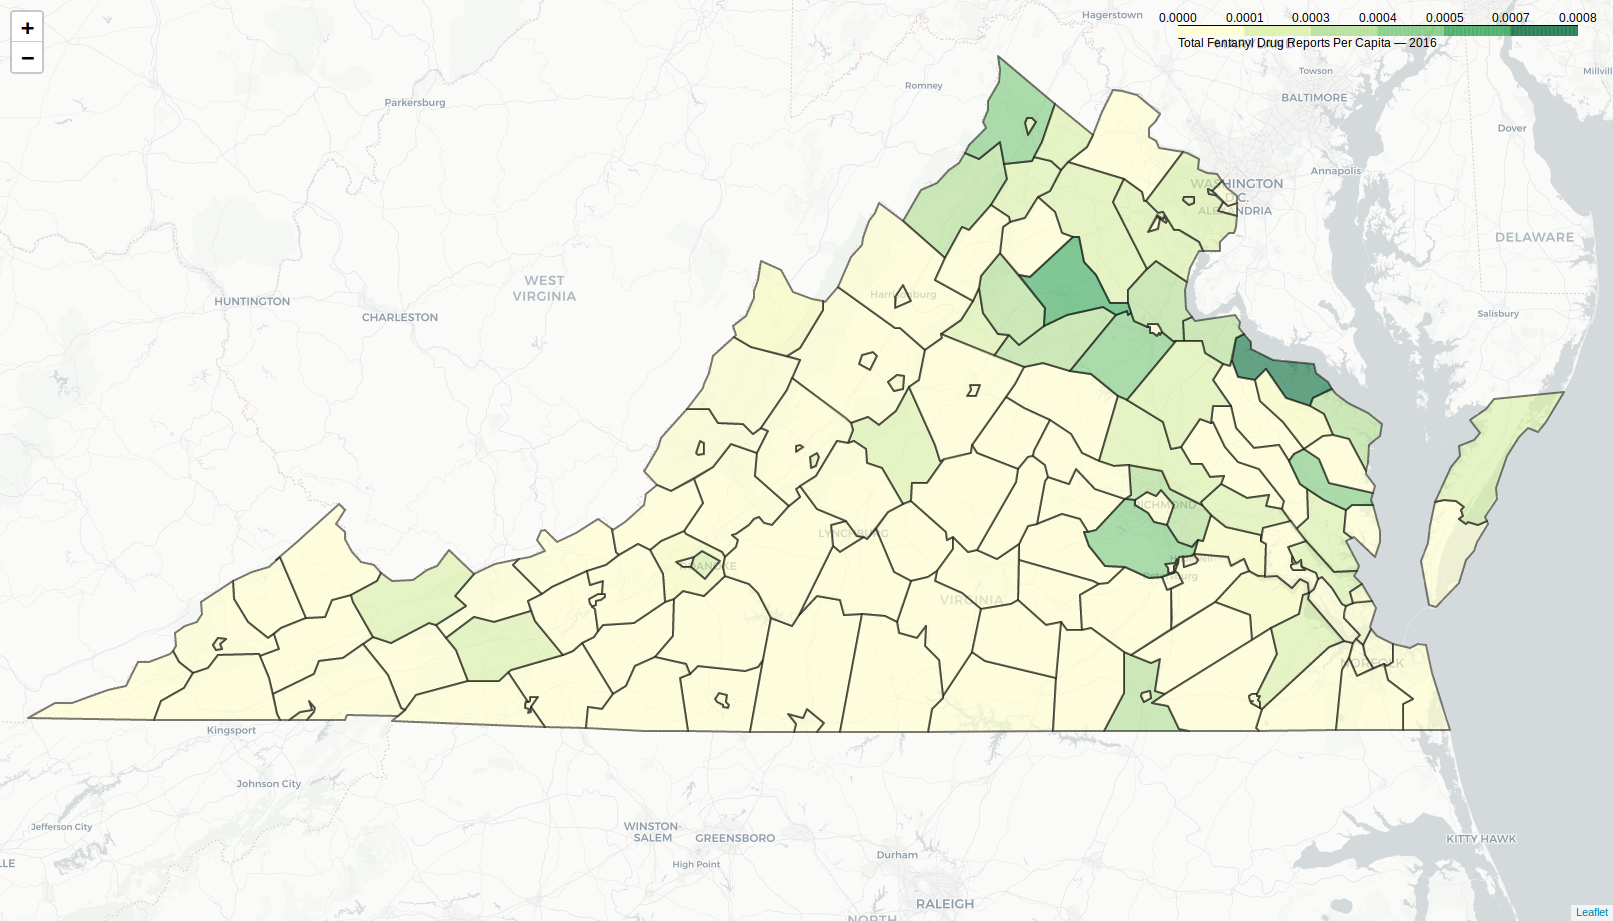 +
−
0.0000 0.0001 0.0003 0.0004 0.0005 0.0007 0.0008
Total Fentanyl Drug Reports Per Capita — 2016
Hagerstown
Towson
Millvill
Romney
BALTIMORE
Parkersburg
Dover
Annapolis
WASHINGTON
D.C.
ALEXANDRIA
DELAWARE
WEST
VIRGINIA
Harrisonburg
HUNTINGTON
CHARLESTON
Salisbury
RICHMOND
LYNCHBURG
ROANOKE
Petersburg
VIRGINIA
NORFOLK
Kingsport
Johnson City
Jefferson City
WINSTON-
SALEM
GREENSBORO
KITTY HAWK
LLE
High Point
Durham
RALEIGH
NORTH
Leaflet